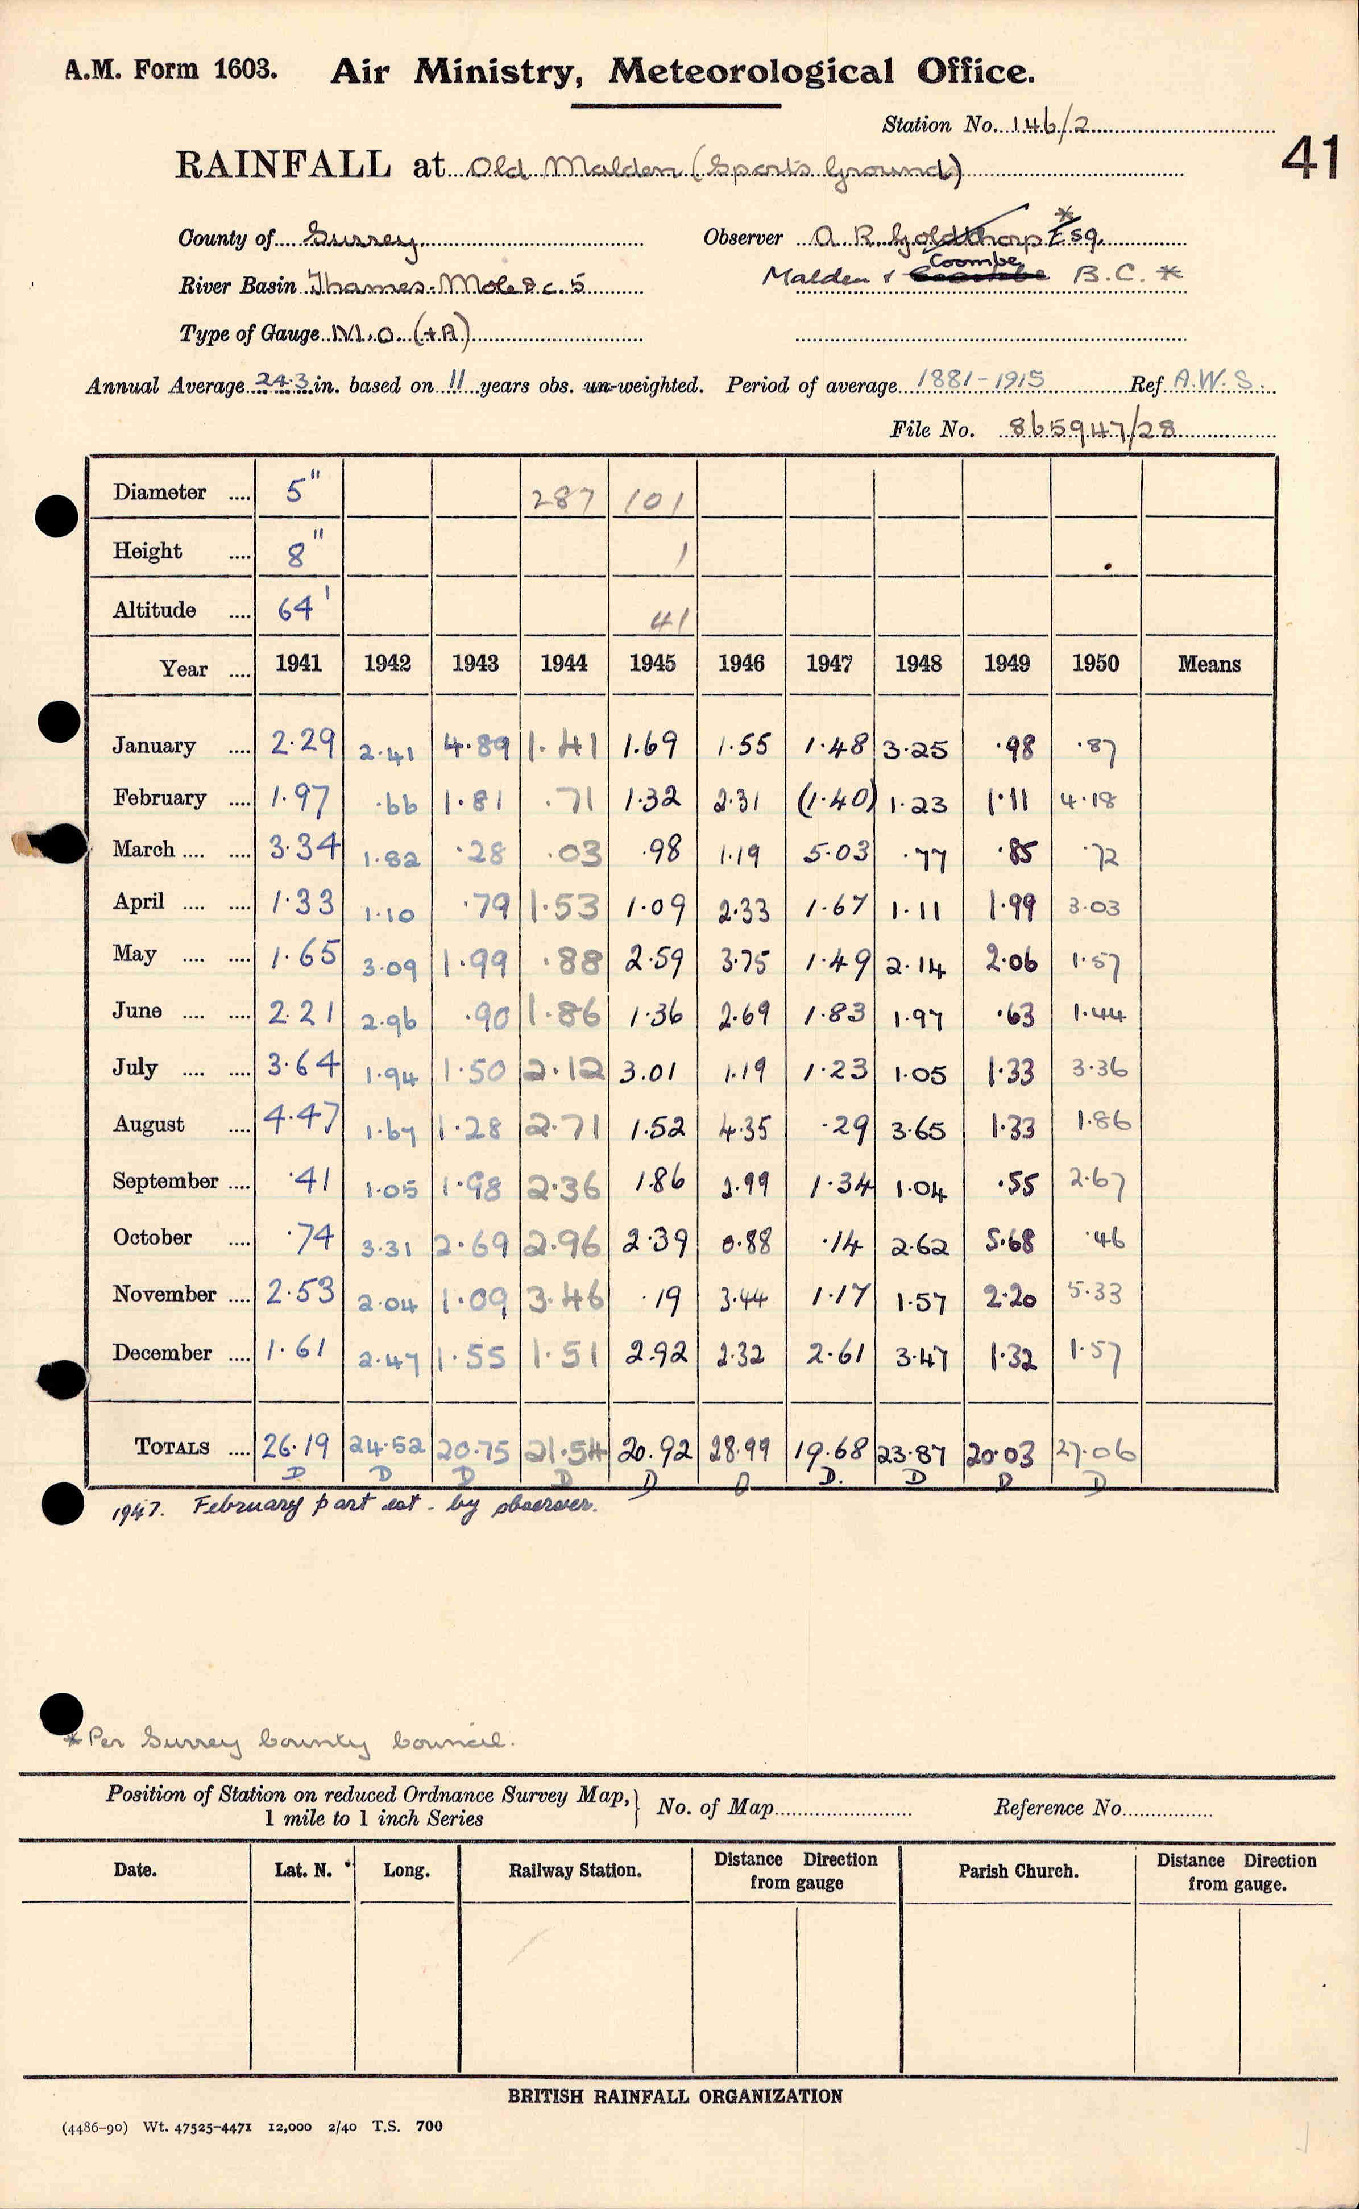 A.M. Form 1603. Air Ministry, Meteorological Office.
Station No. 146/2
41
RAINFALL at Old Malden (Sports Ground)
County of Surrey Observer A. R. Goldthorp Esq. *
River Basin Thames. Mole &c. 5 Malden & Coombe B.C. *
Type of Gauge M.O. (+A)
Annual Average 24.3 in. based on 11 years obs. un-weighted. Period of average 1881-1915 Ref. A.W.S.
File No. 865947/28
Diameter .... 5" 287 101
Height .... 8" 1
Altitude .... 64' 41
Year .... 1941 1942 1943 1944 1945 1946 1947 1948 1949 1950 Means
January .... 2.29 2.41 4.89 1.41 1.69 1.55 1.48 3.25 .98 .87
February .... 1.97 .66 1.81 .71 1.32 2.31 (1.40) 1.23 1.11 4.18
March .... .... 3.34 1.82 .28 .03 .98 1.19 5.03 .77 .85 .72
April .... .... 1.33 1.10 .79 1.53 1.09 2.33 1.67 1.11 1.99 3.03
May .... .... 1.65 3.09 1.99 .88 2.59 3.75 1.49 2.14 2.06 1.57
June .... .... 2.21 2.96 .90 1.86 1.36 2.69 1.83 1.97 .63 1.44
July .... .... 3.64 1.94 1.50 2.12 3.01 1.19 1.23 1.05 1.33 3.36
August .... 4.47 1.67 1.28 2.71 1.52 4.35 .29 3.65 1.33 1.86
September .... .41 1.05 1.98 2.36 1.86 2.99 1.34 1.04 .55 2.67
October .... .74 3.31 2.69 2.96 2.39 0.88 .14 2.62 5.68 .46
November .... 2.53 2.04 1.09 3.46 .19 3.44 1.17 1.57 2.20 5.33
December .... 1.61 2.47 1.55 1.51 2.92 2.32 2.61 3.47 1.32 1.57
TOTALS .... 26.19 24.52 20.75 21.54 20.92 28.99 19.68 23.87 20.03 27.06
D D D D D D D. D D D
1947. February part est. by observer.
*Per Surrey County Council.
Position of Station on reduced Ordnance Survey Map, } No. of Map Reference No.
1 mile to 1 inch Series
Date. Lat. N. Long. Railway Station. Distance Direction from gauge Parish Church. Distance Direction from gauge.
BRITISH RAINFALL ORGANIZATION
(4486-90) Wt. 47525-4471 12,000 2/40 T.S. 700